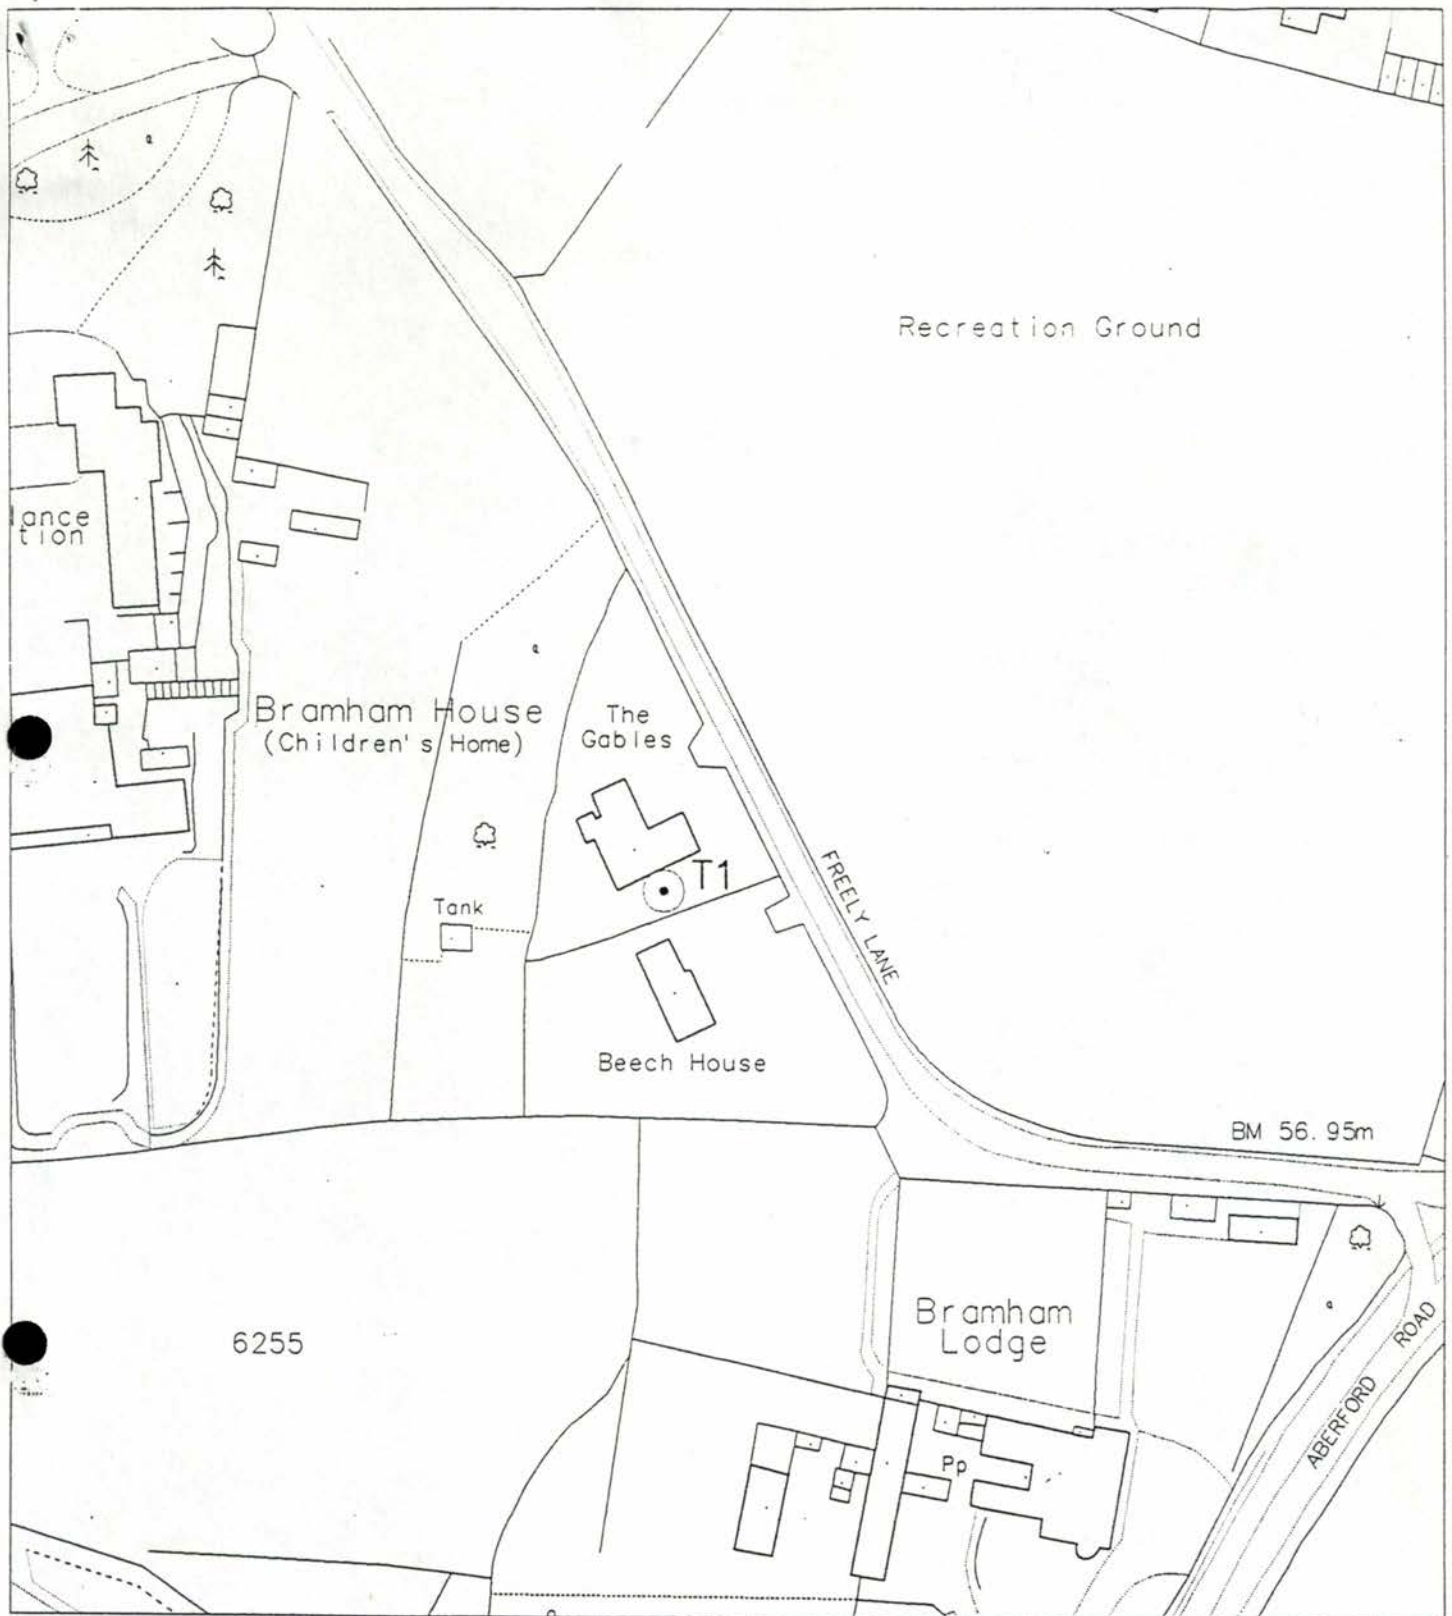 Recreation Ground
lance
tion
Bramham House
(Children's Home)
The
Gables
T1
FREELY LANE
Tank
Beech House
BM 56.95m
6255
Bramham
Lodge
ABERFORD ROAD
Pp